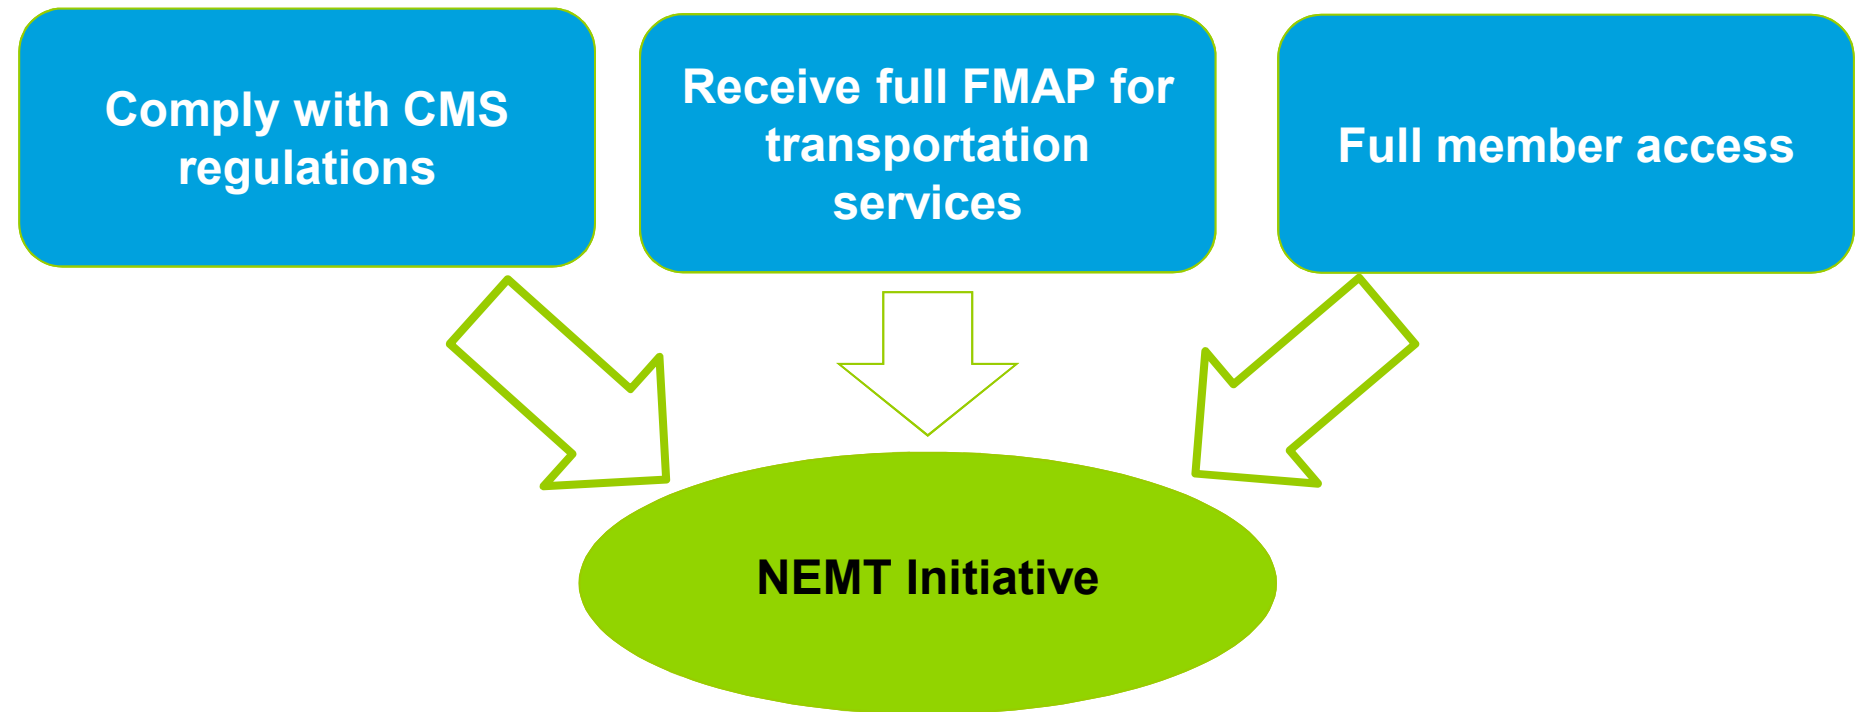 Comply with CMS
regulations
Receive full FMAP for
transportation
services
Full member access
NEMT Initiative